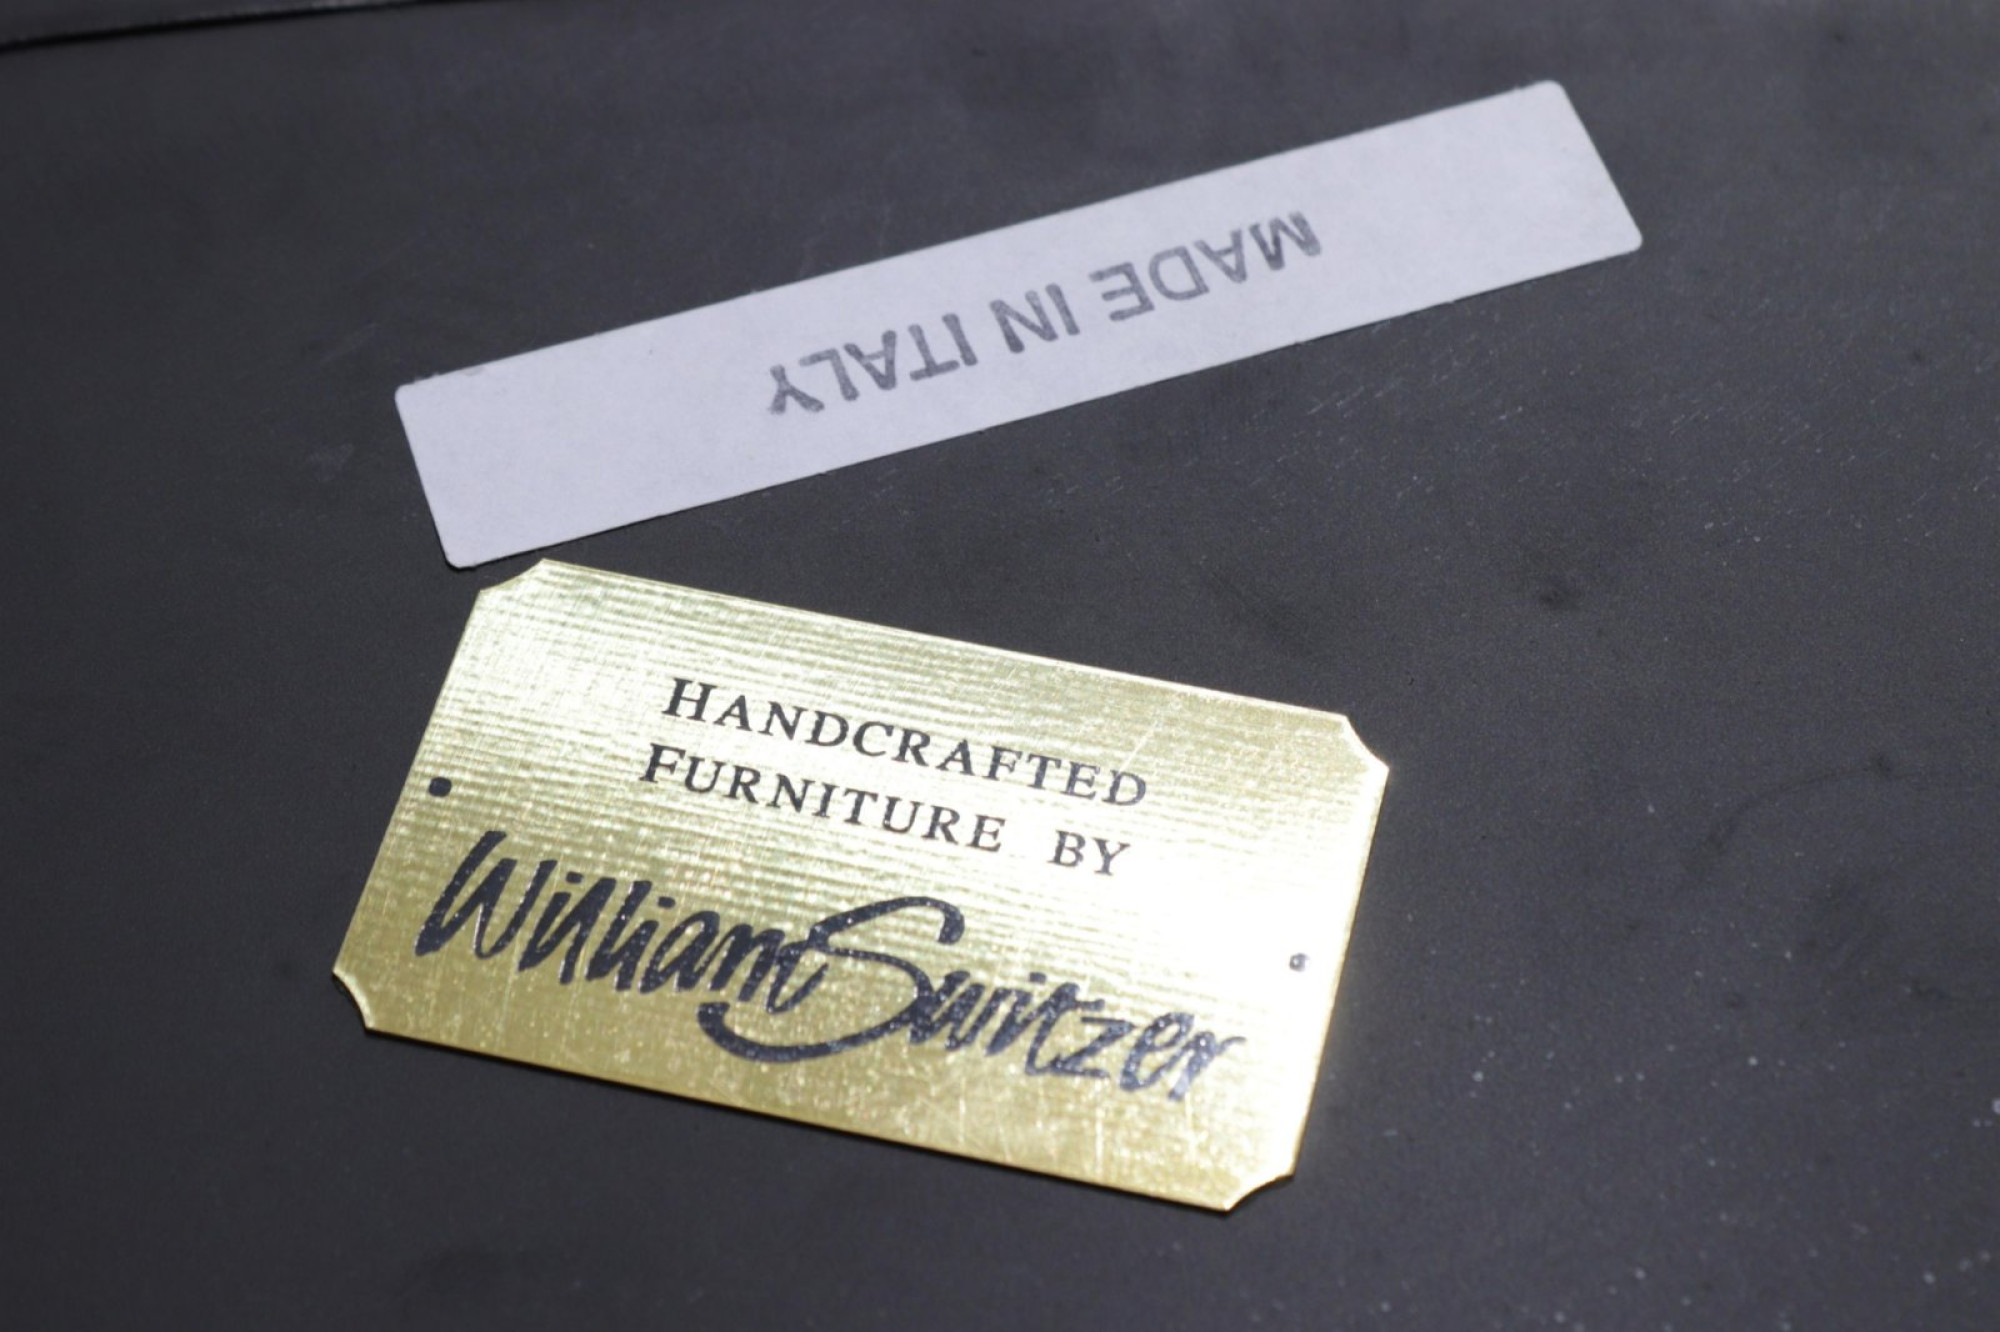 MADE IN ITALY
HANDCRAFTED
FURNITURE BY
William Switzer